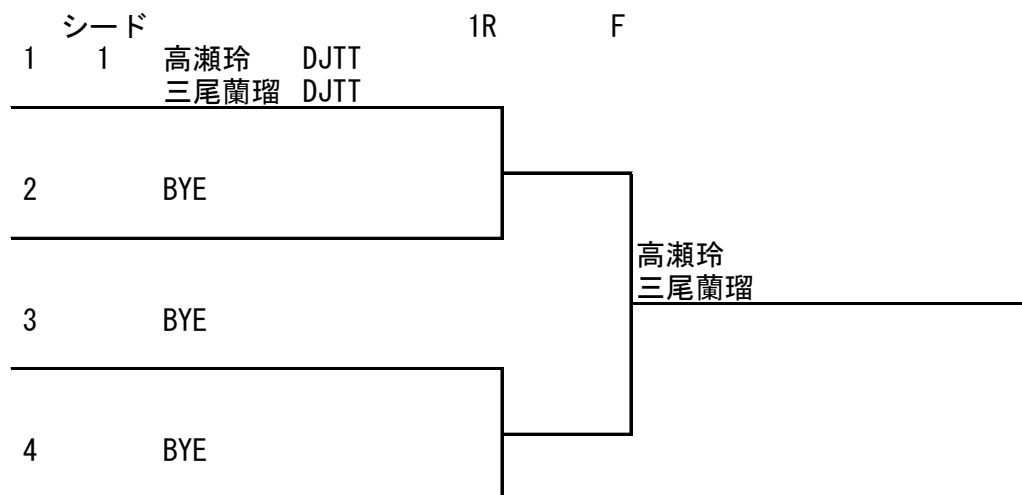 シード 1R F
1 1 高瀬玲 DJTT
三尾蘭瑠 DJTT
2 BYE
高瀬玲
三尾蘭瑠
3 BYE
4 BYE